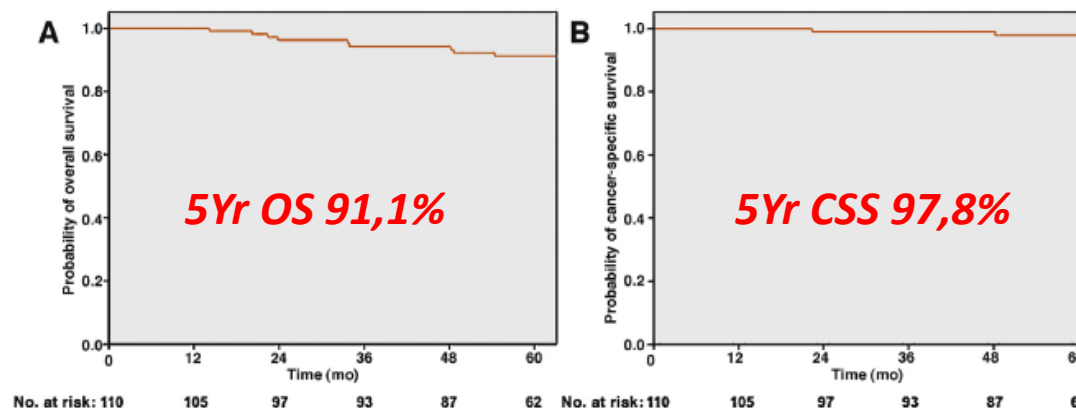 A
Probability of overall survival
1.0
0.8
0.6
0.4
0.2
0.0
5Yr OS 91,1%
0 12 24 36 48 60
Time (mo)
No. at risk: 110 105 97 93 87 62
B
Probability of cancer-specific survival
1.0
0.8
0.6
0.4
0.2
0.0
5Yr CSS 97,8%
0 12 24 36 48
Time (mo)
No. at risk: 110 105 97 93 87